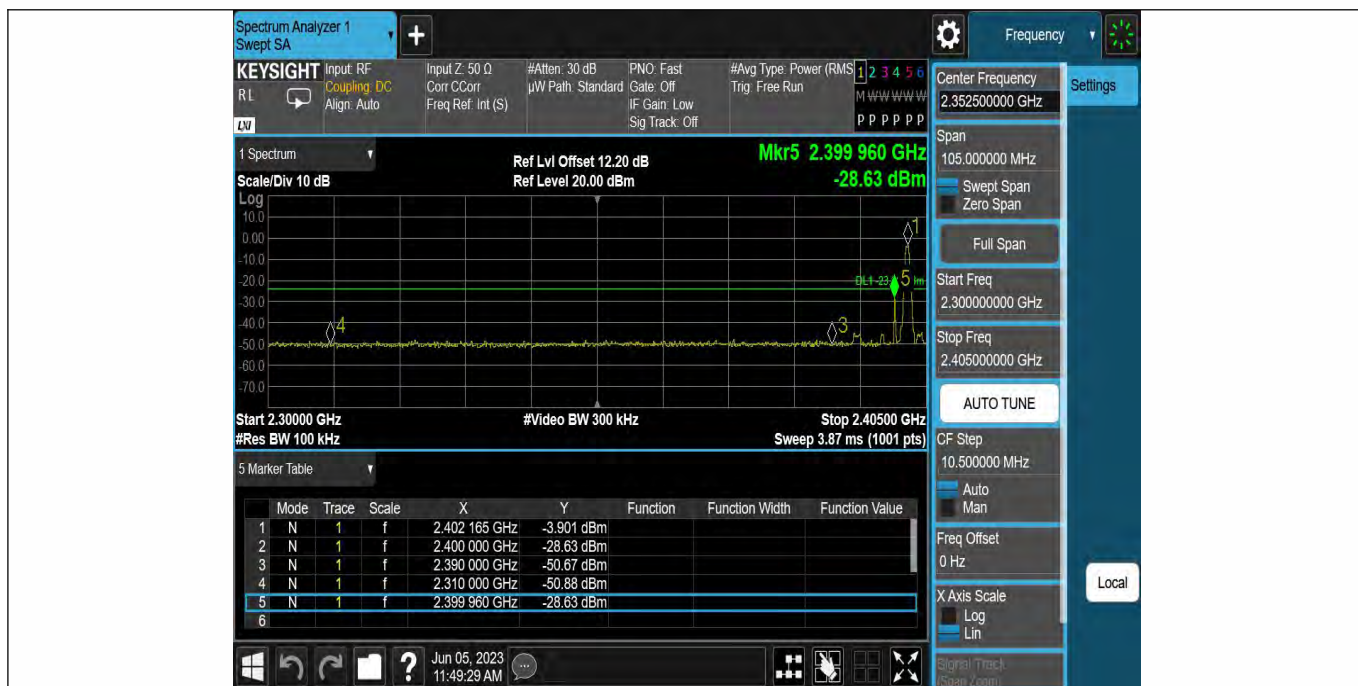 Spectrum Analyzer 1
Swept SA
+
Frequency
KEYSIGHT
R L
LXI
Input: RF
Coupling: DC
Align: Auto
Input Z: 50 Ω
Corr CCorr
Freq Ref: Int (S)
#Atten: 30 dB
µW Path: Standard
PNO: Fast
Gate: Off
IF Gain: Low
Sig Track: Off
#Avg Type: Power (RMS
Trig: Free Run
1 2 3 4 5 6
M W W W W W
P P P P P P
1 Spectrum
Scale/Div 10 dB
Ref Lvl Offset 12.20 dB
Ref Level 20.00 dBm
Mkr5 2.399 960 GHz
-28.63 dBm
Log
10.0
0.00
-10.0
-20.0
-30.0
-40.0
-50.0
-60.0
-70.0
1
DL1 -23
5
4
3
Start 2.30000 GHz
#Video BW 300 kHz
Stop 2.40500 GHz
#Res BW 100 kHz
Sweep 3.87 ms (1001 pts)
5 Marker Table
Mode Trace Scale X Y Function Function Width Function Value
1 N 1 f 2.402 165 GHz -3.901 dBm
2 N 1 f 2.400 000 GHz -28.63 dBm
3 N 1 f 2.390 000 GHz -50.67 dBm
4 N 1 f 2.310 000 GHz -50.88 dBm
5 N 1 f 2.399 960 GHz -28.63 dBm
6
?
Jun 05, 2023
11:49:29 AM
Center Frequency
2.352500000 GHz
Settings
Span
105.000000 MHz
Swept Span
Zero Span
Full Span
Start Freq
2.300000000 GHz
Stop Freq
2.405000000 GHz
AUTO TUNE
CF Step
10.500000 MHz
Auto
Man
Freq Offset
0 Hz
Local
X Axis Scale
Log
Lin
Signal Track
(Span Zoom)